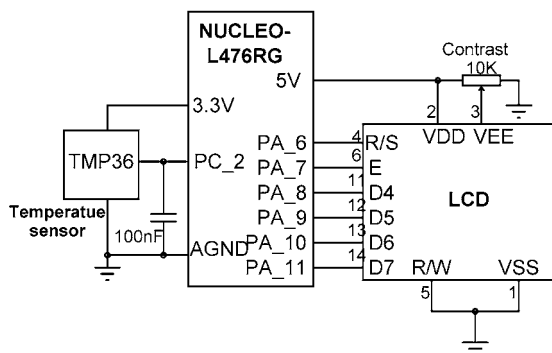 NUCLEO-
L476RG
Contrast
10K
5V
3.3V
2
3
VDD
VEE
TMP36
PC_2
PA_6
4
R/S
PA_7
6
E
PA_8
11
D4
LCD
Temperatue
sensor
PA_9
12
D5
100nF
PA_10
13
D6
AGND
PA_11
14
D7
R/W
VSS
5
1